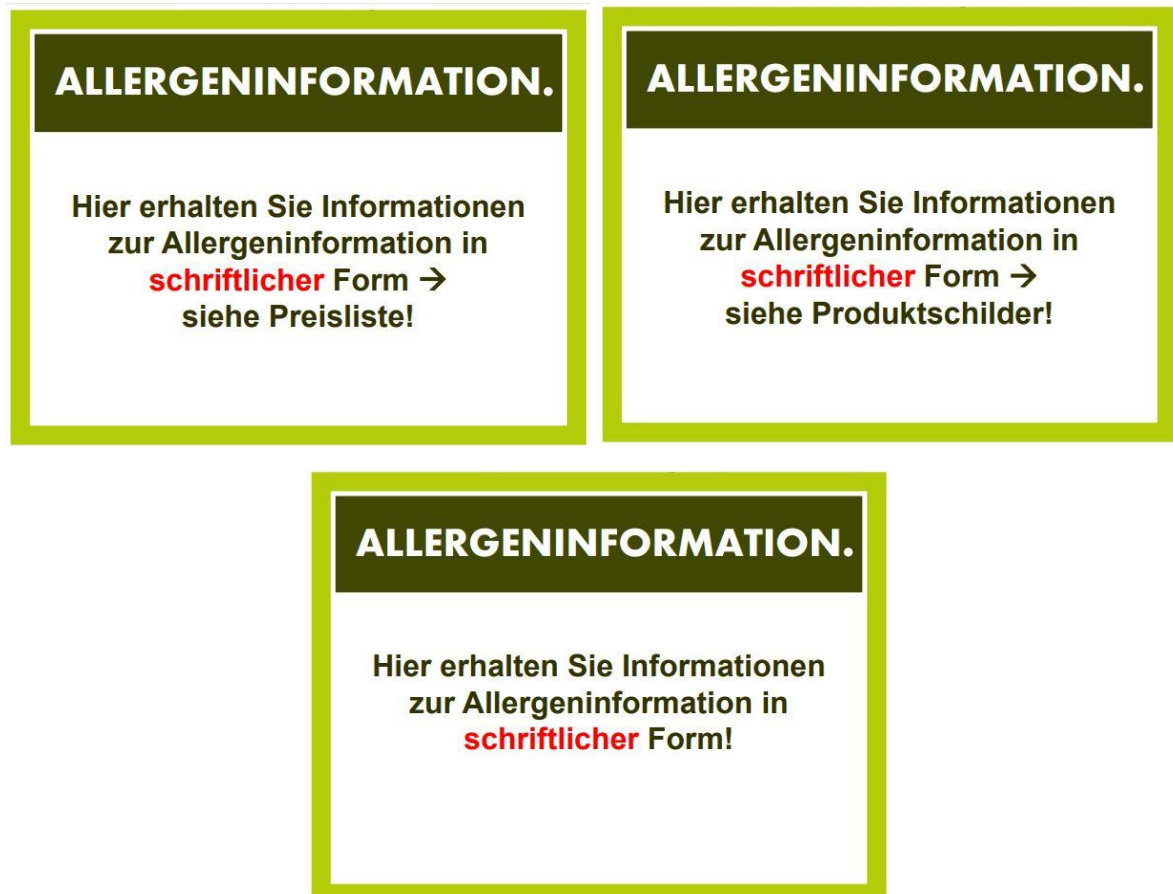 ALLERGENINFORMATION.
Hier erhalten Sie Informationen
zur Allergeninformation in
schriftlicher Form →
siehe Preisliste!
ALLERGENINFORMATION.
Hier erhalten Sie Informationen
zur Allergeninformation in
schriftlicher Form →
siehe Produktschilder!
ALLERGENINFORMATION.
Hier erhalten Sie Informationen
zur Allergeninformation in
schriftlicher Form!